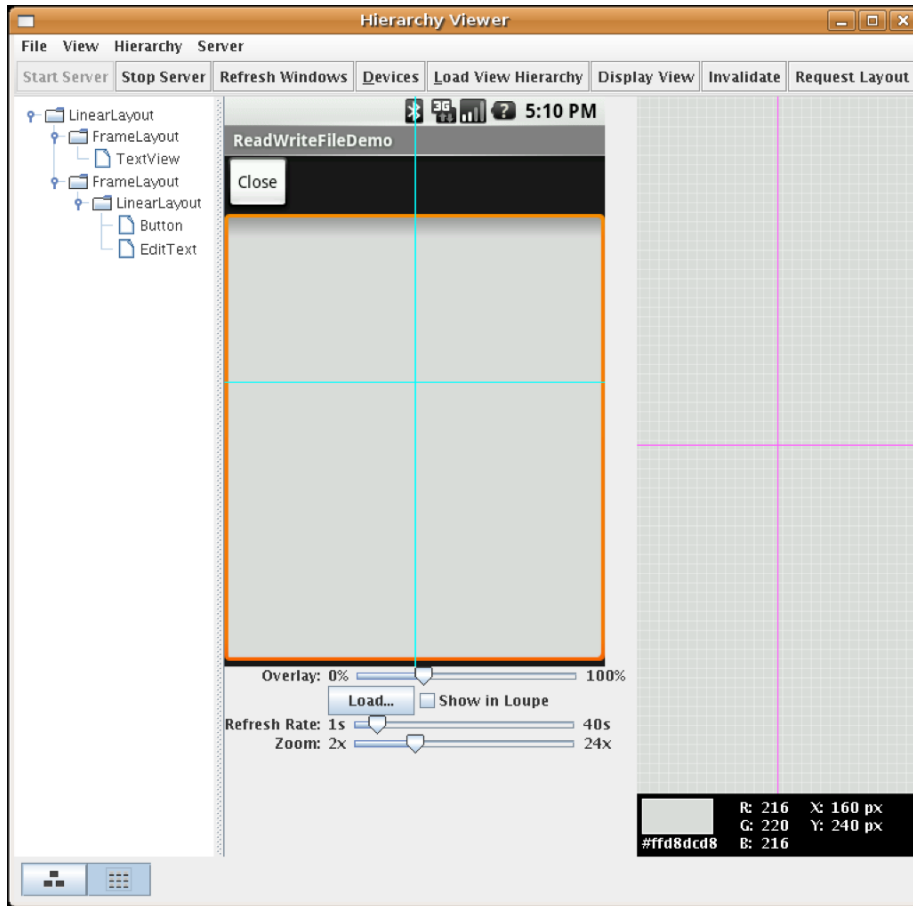 Hierarchy Viewer
File View Hierarchy Server
Start Server Stop Server Refresh Windows Devices Load View Hierarchy Display View Invalidate Request Layout
LinearLayout
FrameLayout
TextView
FrameLayout
LinearLayout
Button
EditText
3G 5:10 PM
ReadWriteFileDemo
Close
Overlay: 0% 100%
Load... Show in Loupe
Refresh Rate: 1s 40s
Zoom: 2x 24x
R: 216 X: 160 px
G: 220 Y: 240 px
#ffd8dcd8 B: 216